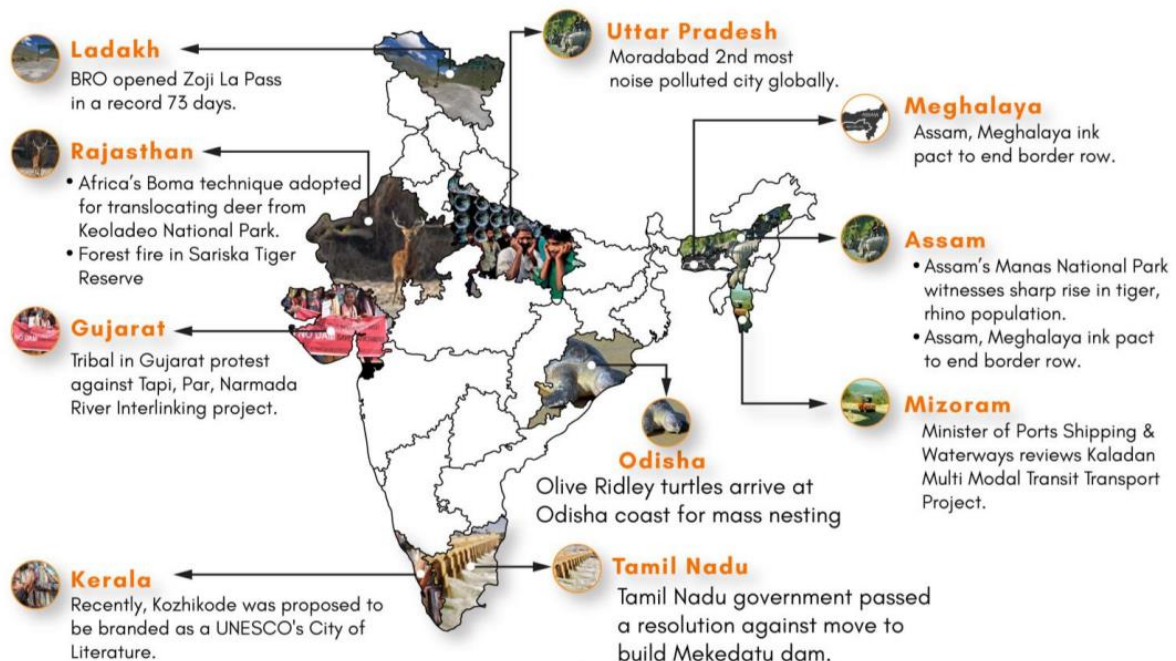 Ladakh
BRO opened Zoji La Pass
in a record 73 days.
Rajasthan
• Africa's Boma technique adopted
for translocating deer from
Keoladeo National Park.
• Forest fire in Sariska Tiger
Reserve
Gujarat
Tribal in Gujarat protest
against Tapi, Par, Narmada
River Interlinking project.
Kerala
Recently, Kozhikode was proposed to
be branded as a UNESCO's City of
Literature.
Uttar Pradesh
Moradabad 2nd most
noise polluted city globally.
Meghalaya
Assam, Meghalaya ink
pact to end border row.
Assam
• Assam's Manas National Park
witnesses sharp rise in tiger,
rhino population.
• Assam, Meghalaya ink pact
to end border row.
Mizoram
Minister of Ports Shipping &
Waterways reviews Kaladan
Multi Modal Transit Transport
Project.
Odisha
Olive Ridley turtles arrive at
Odisha coast for mass nesting
Tamil Nadu
Tamil Nadu government passed
a resolution against move to
build Mekedatu dam.
NO DAM